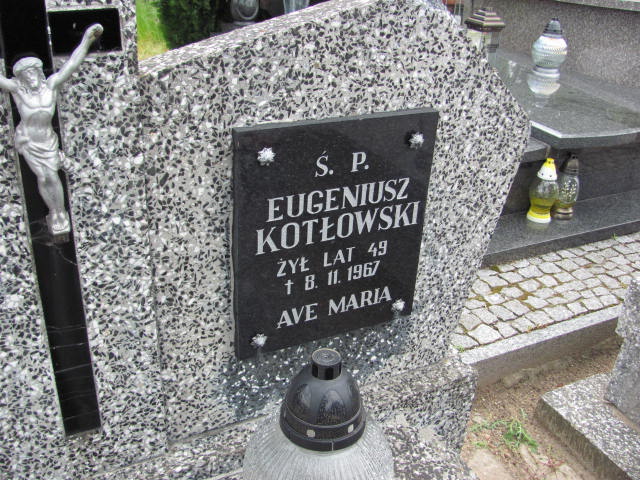 Ś. P.
EUGENIUSZ
KOTŁOWSKI
ŻYŁ LAT 49
† 8. 11. 1967
AVE MARIA